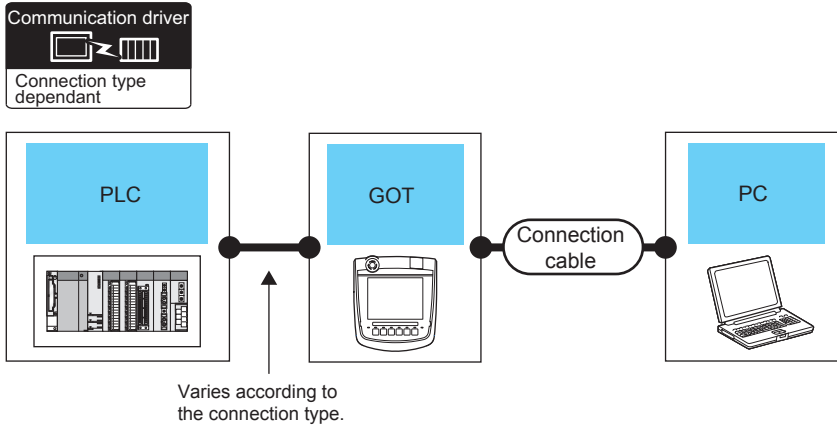 Communication driver
Connection type
dependant
PLC
GOT
Connection
cable
PC
Varies according to
the connection type.